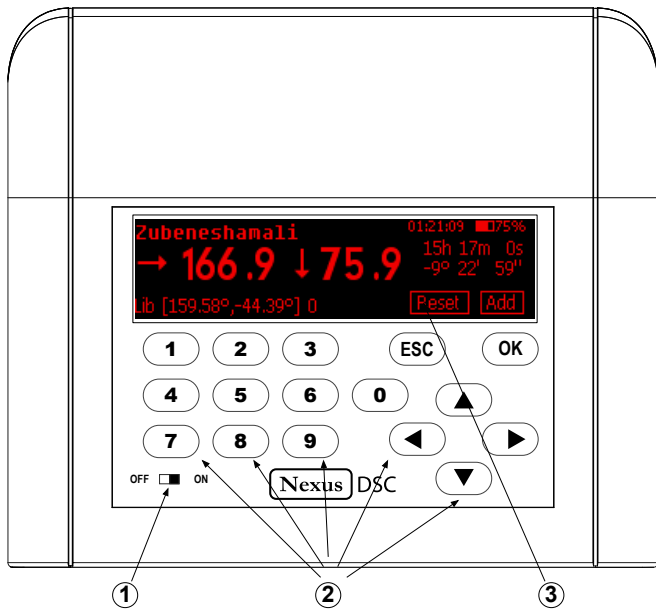 Zubeneshamali
01:21:09 75%
→ 166.9 ↓75.9
15h 17m 0s
-9° 22' 59"
Lib [159.58°,-44.39°] 0
Peset Add
1 2 3 ESC OK
4 5 6 0 ▲
7 8 9 ◀ ▶
OFF ON
Nexus DSC
▼
1 2 3